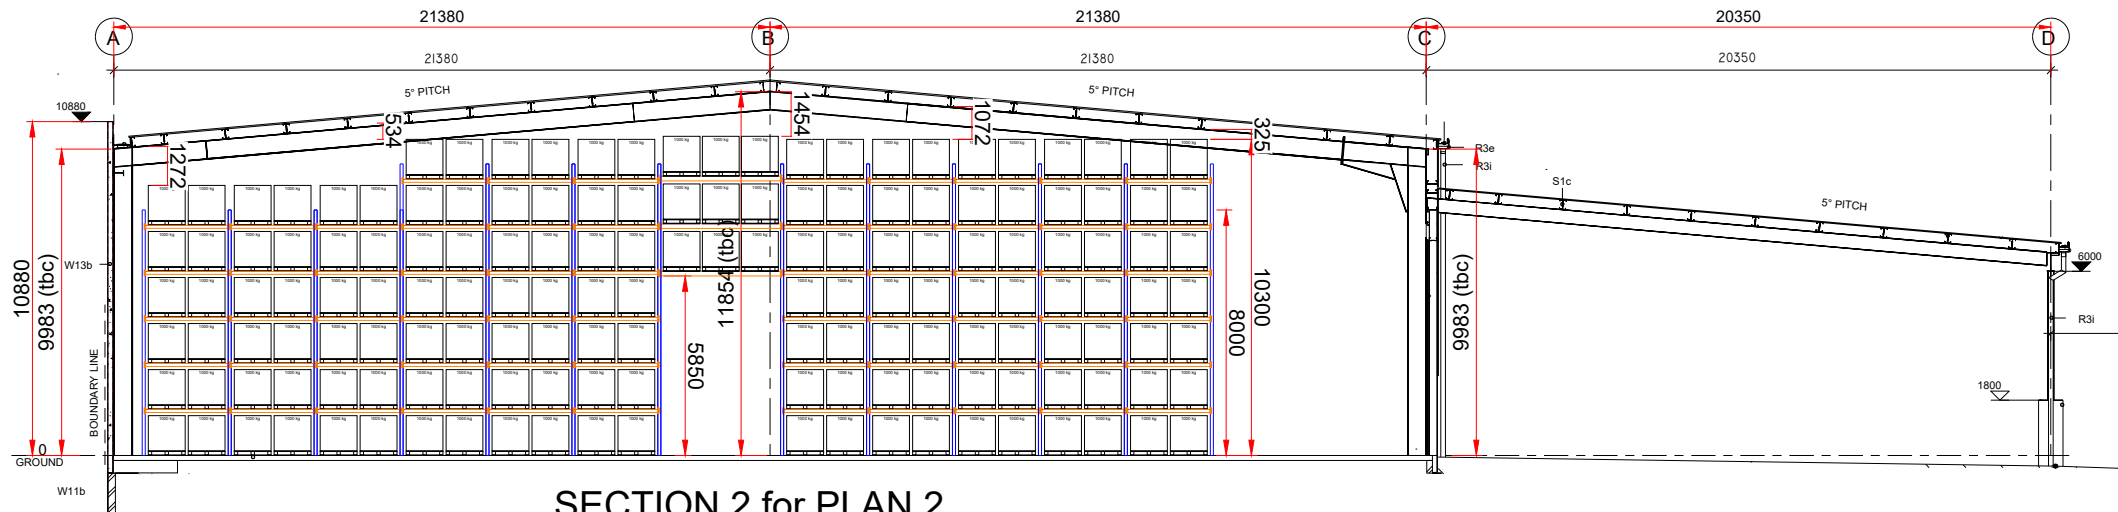 21380
21380
20350
A
B
C
D
21380
21380
20350
5° PITCH
5° PITCH
10880
534
1454
1072
325
1272
R3e
R3i
S1c
5° PITCH
W13b
10880
9983 (tbc)
11854 (tbc)
5850
8000
10300
9983 (tbc)
6000
R3i
1800
BOUNDARY LINE
0
GROUND
W11b
1000 kg
SECTION 2 for PLAN 2